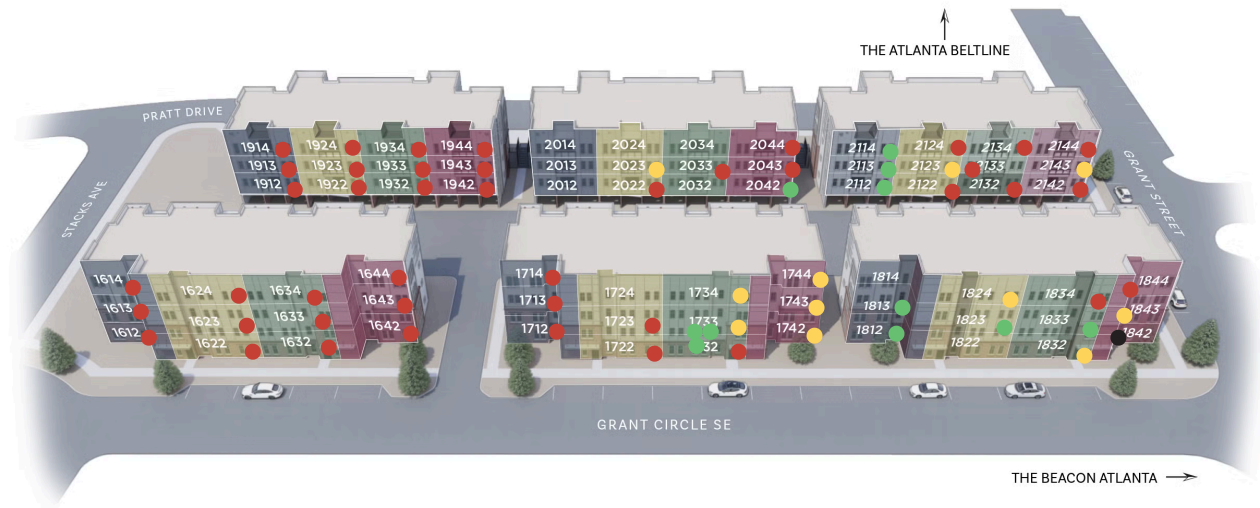 THE ATLANTA BELTLINE
PRATT DRIVE
STACKS AVE
GRANT STREET
1914 1924 1934 1944
1913 1923 1933 1943
1912 1922 1932 1942
2014 2024 2034 2044
2013 2023 2033 2043
2012 2022 2032 2042
2114 2124 2134 2144
2113 2123 2133 2143
2112 2122 2132 2142
1614 1624 1634 1644
1613 1623 1633 1643
1612 1622 1632 1642
1714 1724 1734 1744
1713 1723 1733 1743
1712 1722 32 1742
1814 1824 1834 1844
1813 1823 1833 1843
1812 1822 1832 1842
GRANT CIRCLE SE
THE BEACON ATLANTA